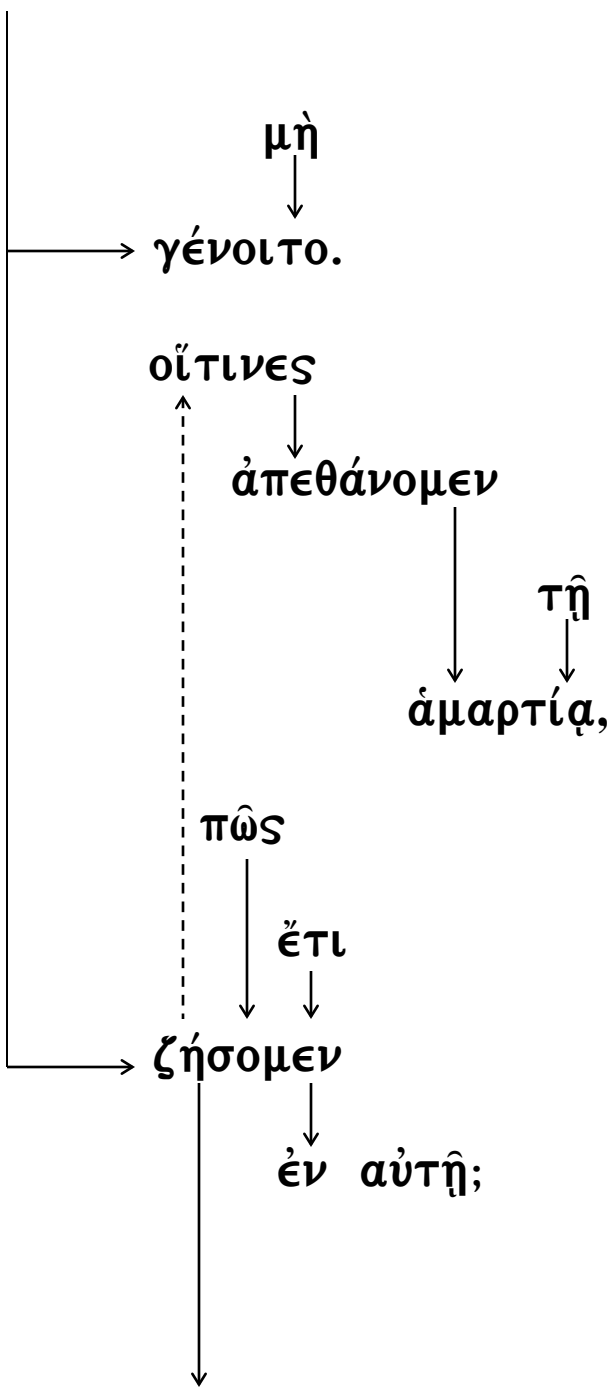 μὴ
γένοιτο.
οἵτινες
ἀπεθάνομεν
τῇ
ἁμαρτίᾳ,
πῶς
ἔτι
ζήσομεν
ἐν αὐτῇ;